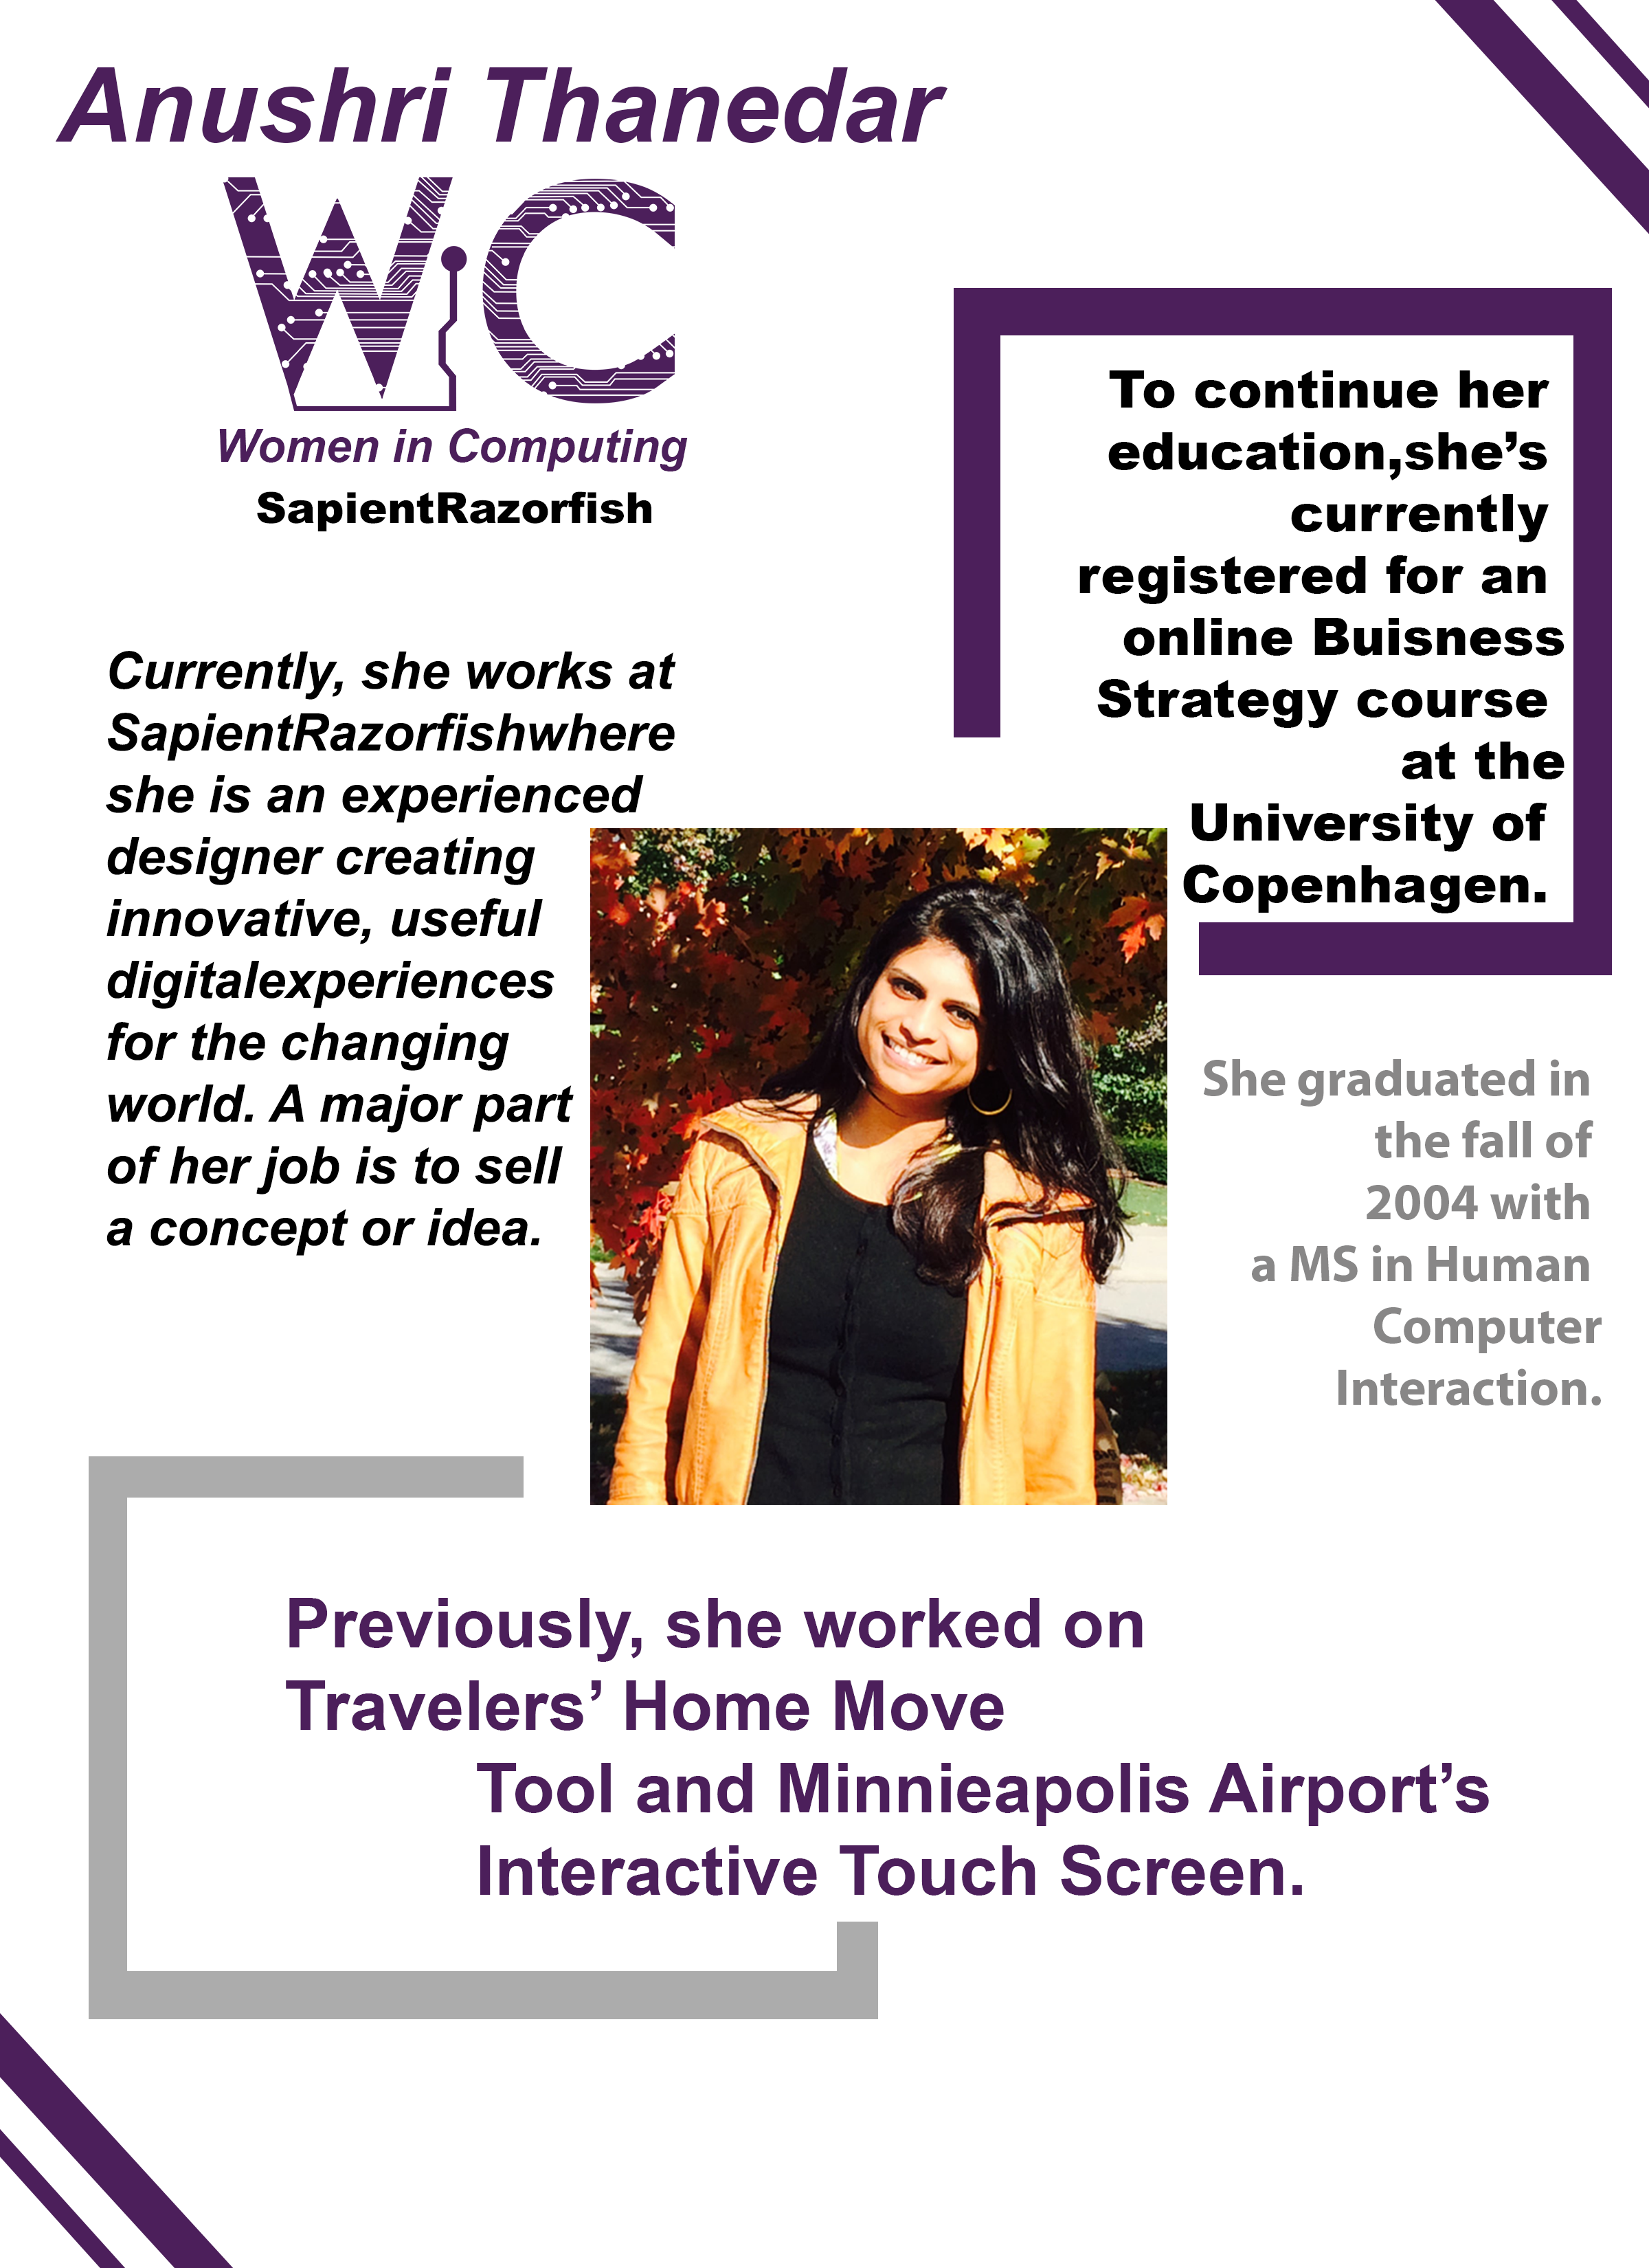 Anushri Thanedar
WiC
Women in Computing
SapientRazorfish
To continue her
education,she’s
currently
registered for an
online Buisness
Strategy course
at the
University of
Copenhagen.
Currently, she works at
SapientRazorfishwhere
she is an experienced
designer creating
innovative, useful
digitalexperiences
for the changing
world. A major part
of her job is to sell
a concept or idea.
She graduated in
the fall of
2004 with
a MS in Human
Computer
Interaction.
Previously, she worked on
Travelers’ Home Move
Tool and Minnieapolis Airport’s
Interactive Touch Screen.